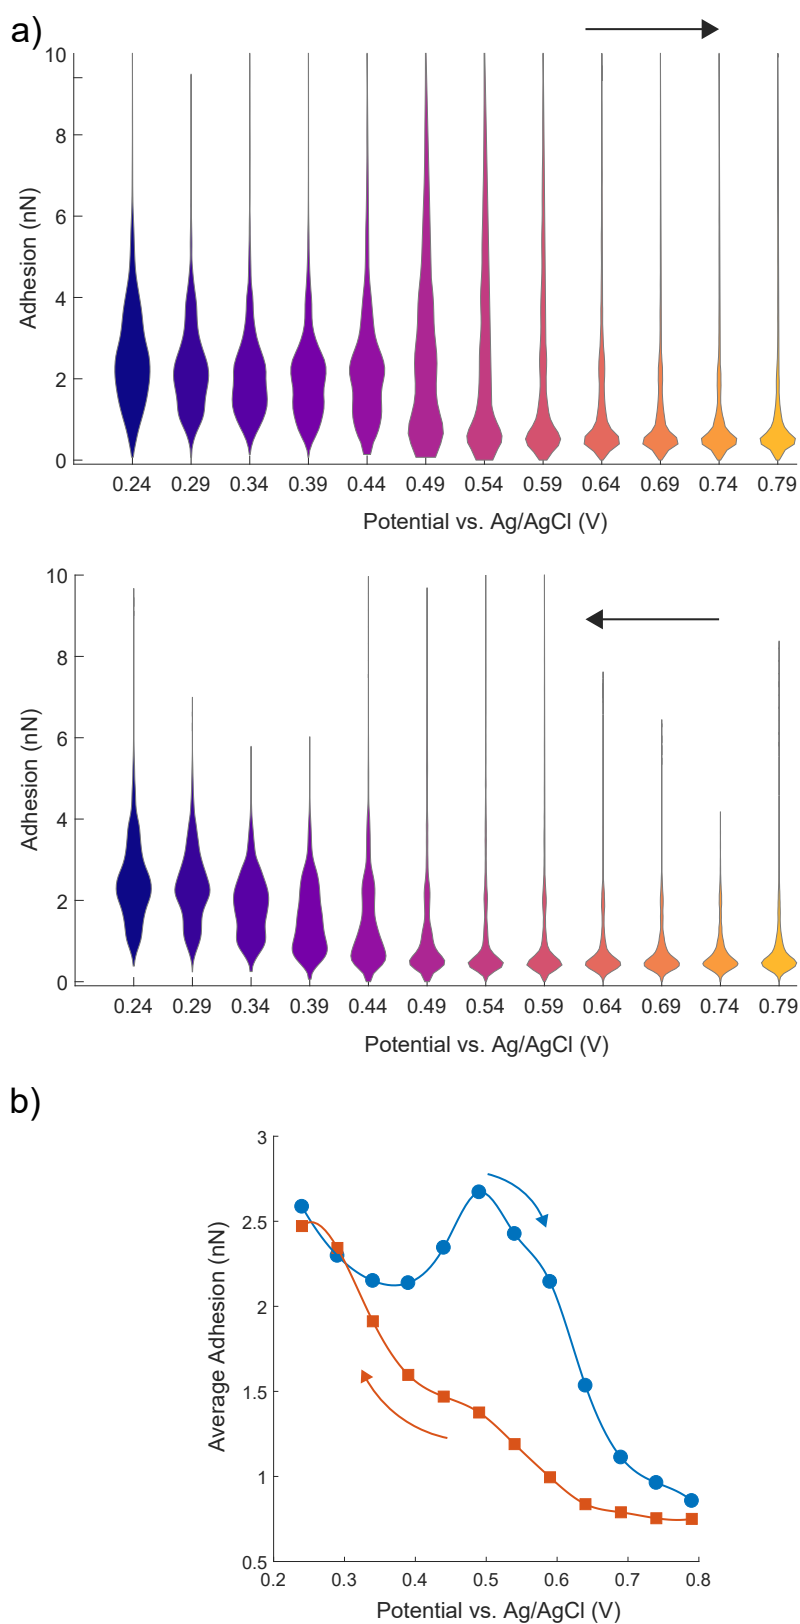 a)
10
8
6
4
2
0
Adhesion (nN)
0.24 0.29 0.34 0.39 0.44 0.49 0.54 0.59 0.64 0.69 0.74 0.79
Potential vs. Ag/AgCl (V)
10
8
6
4
2
0
Adhesion (nN)
0.24 0.29 0.34 0.39 0.44 0.49 0.54 0.59 0.64 0.69 0.74 0.79
Potential vs. Ag/AgCl (V)
b)
3
2.5
2
1.5
1
0.5
Average Adhesion (nN)
0.2 0.3 0.4 0.5 0.6 0.7 0.8
Potential vs. Ag/AgCl (V)